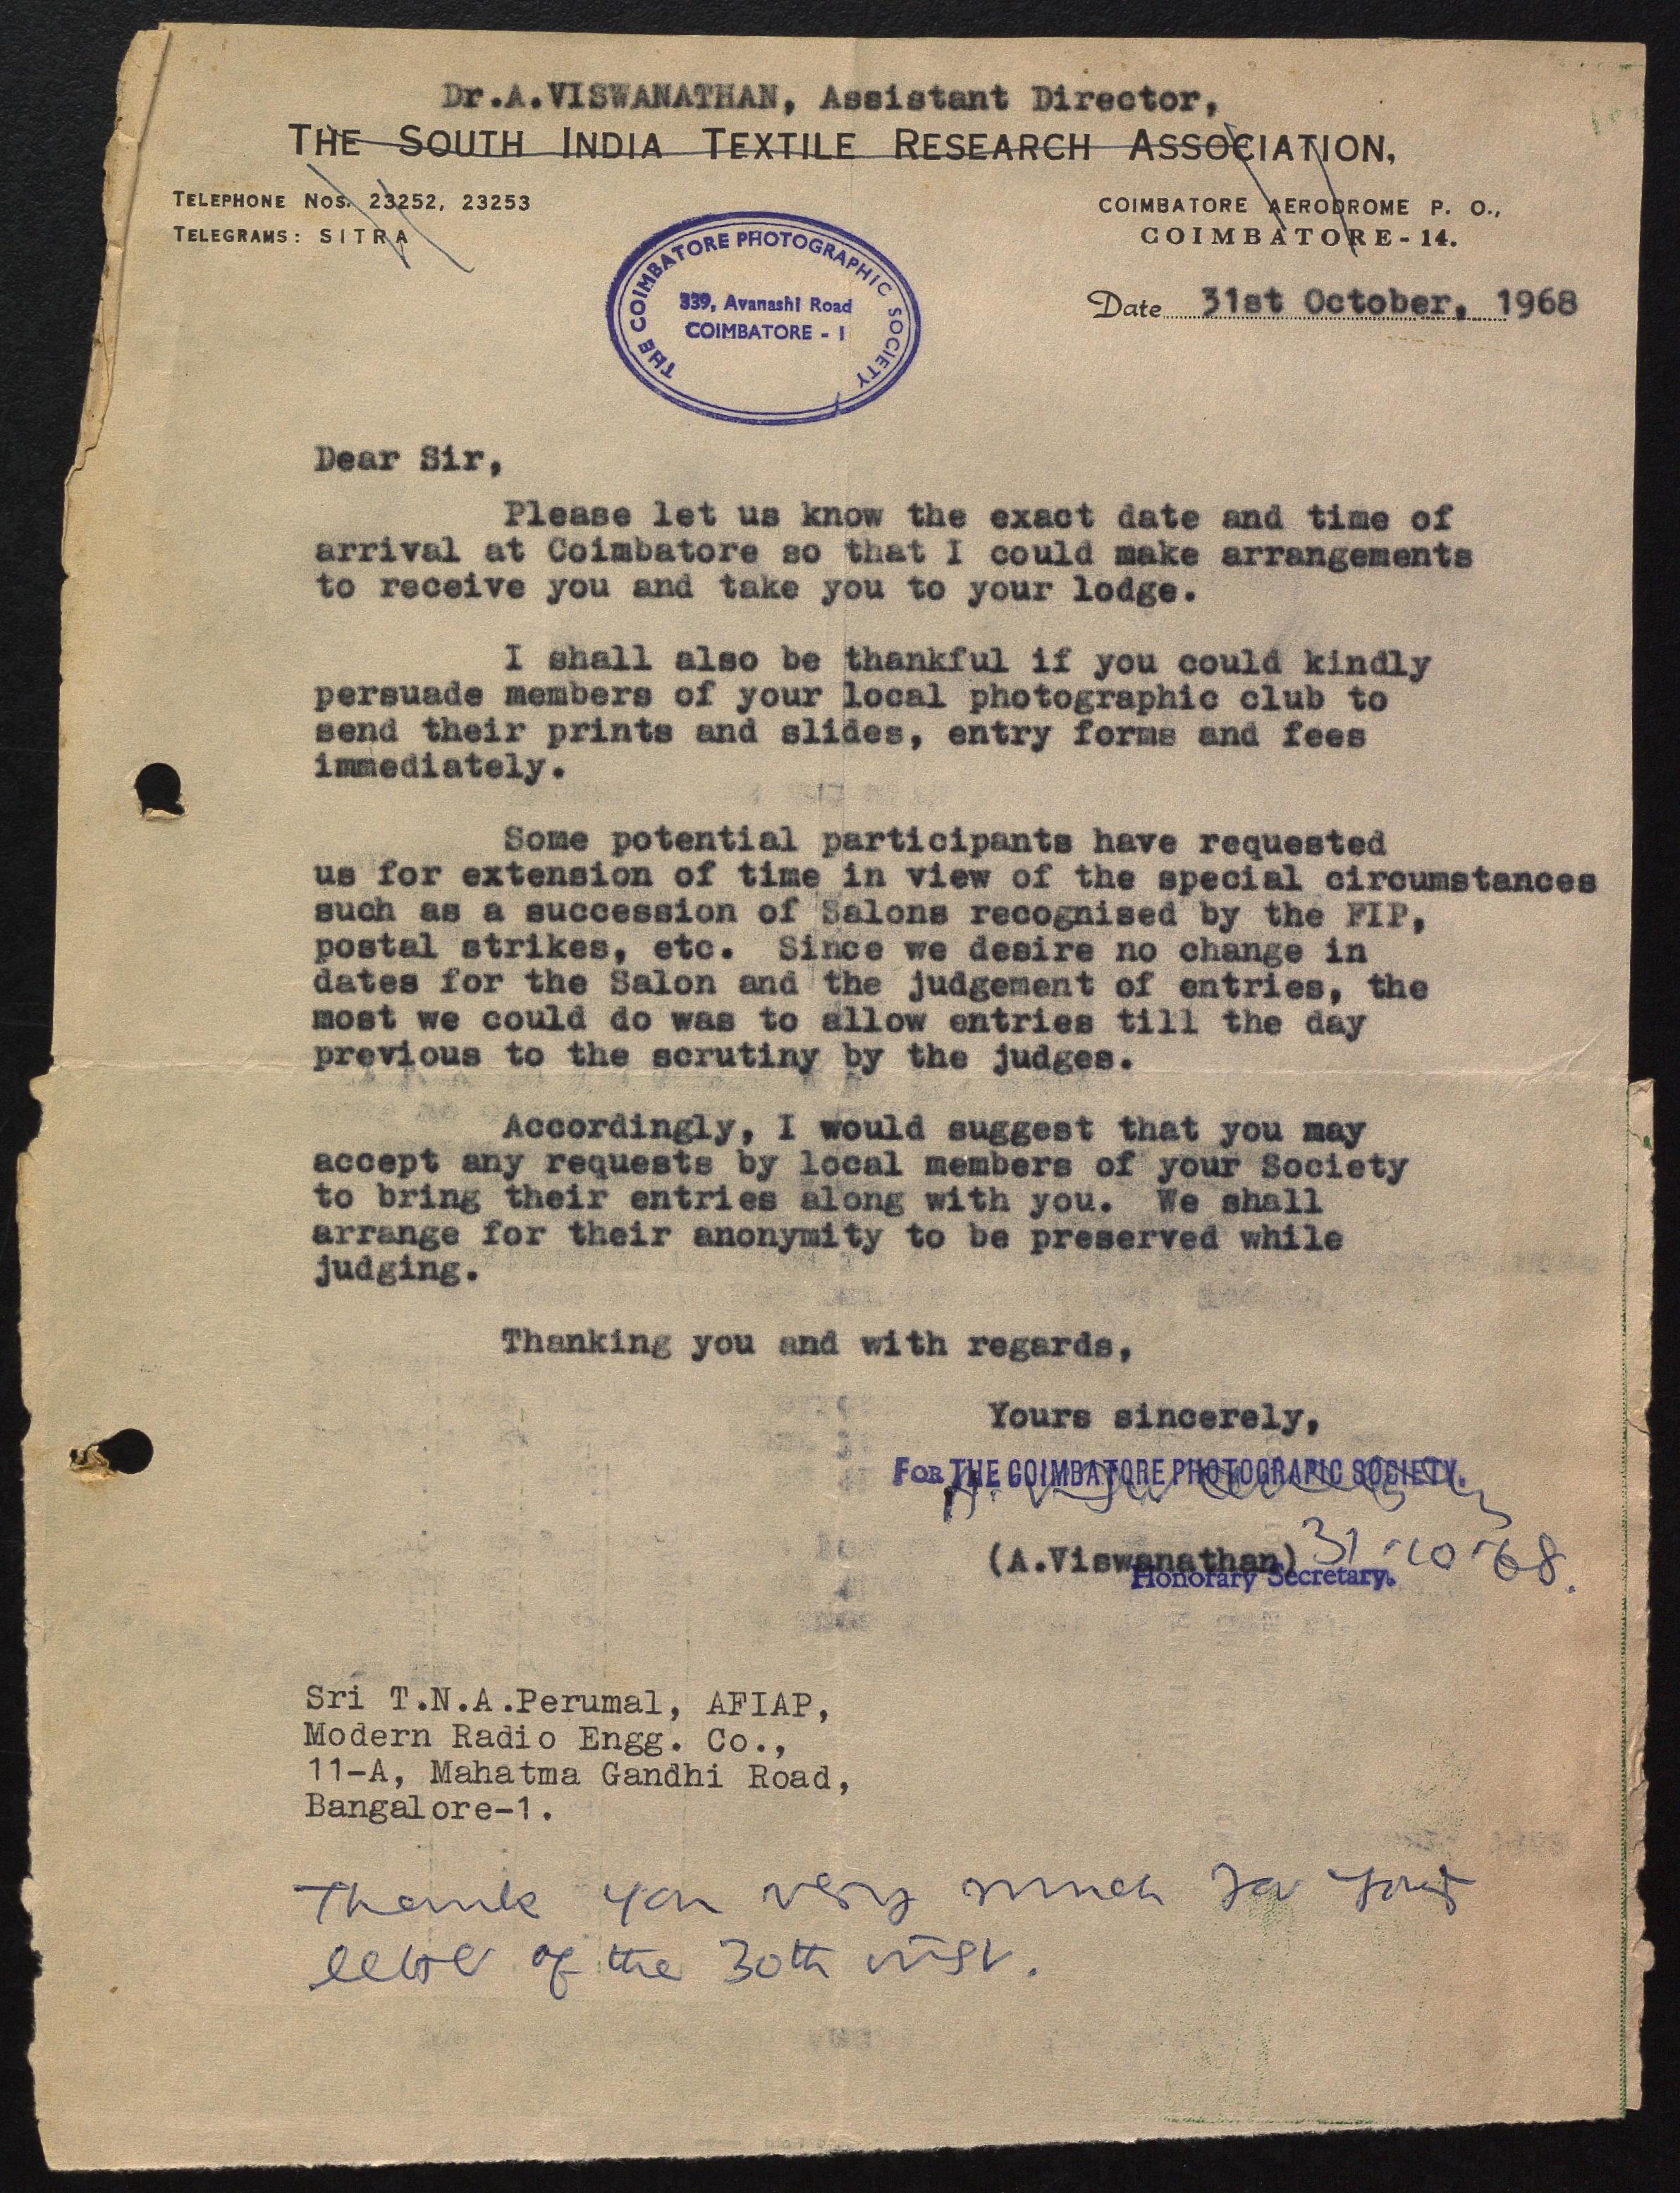 Dr.A.VISWANATHAN, Assistant Director,
THE SOUTH INDIA TEXTILE RESEARCH ASSOCIATION,
TELEPHONE NOS. 23252, 23253
TELEGRAMS: SITRA
COIMBATORE AERODROME P. O.,
COIMBATORE-14.
THE COIMBATORE PHOTOGRAPHIC SOCIETY
339, Avanashi Road
COIMBATORE - 1
Date 31st October, 1968
Dear Sir,
Please let us know the exact date and time of
arrival at Coimbatore so that I could make arrangements
to receive you and take you to your lodge.
I shall also be thankful if you could kindly
persuade members of your local photographic club to
send their prints and slides, entry forms and fees
immediately.
Some potential participants have requested
us for extension of time in view of the special circumstances
such as a succession of Salons recognised by the FIP,
postal strikes, etc. Since we desire no change in
dates for the Salon and the judgement of entries, the
most we could do was to allow entries till the day
previous to the scrutiny by the judges.
Accordingly, I would suggest that you may
accept any requests by local members of your Society
to bring their entries along with you. We shall
arrange for their anonymity to be preserved while
judging.
Thanking you and with regards,
Yours sincerely,
FOR THE COIMBATORE PHOTOGRAPIC SOCIETY.
A. Viswanathan
(A.Viswanathan) 31-10-68.
Honorary Secretary.
Sri T.N.A.Perumal, AFIAP,
Modern Radio Engg. Co.,
11-A, Mahatma Gandhi Road,
Bangalore-1.
Thank you very much for your
letter of the 30th inst.